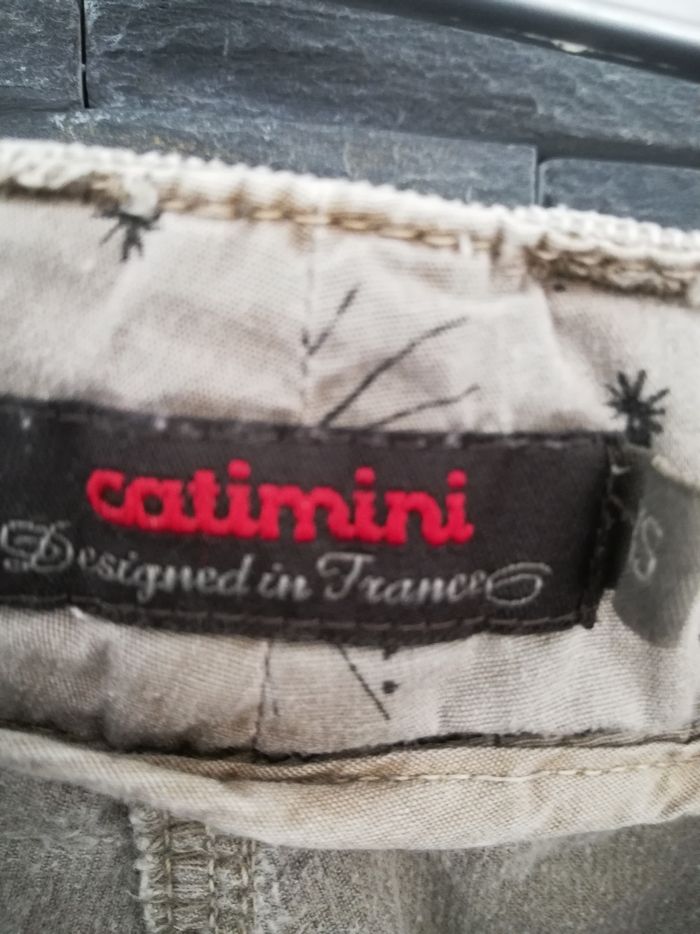 catimini
Designed in France